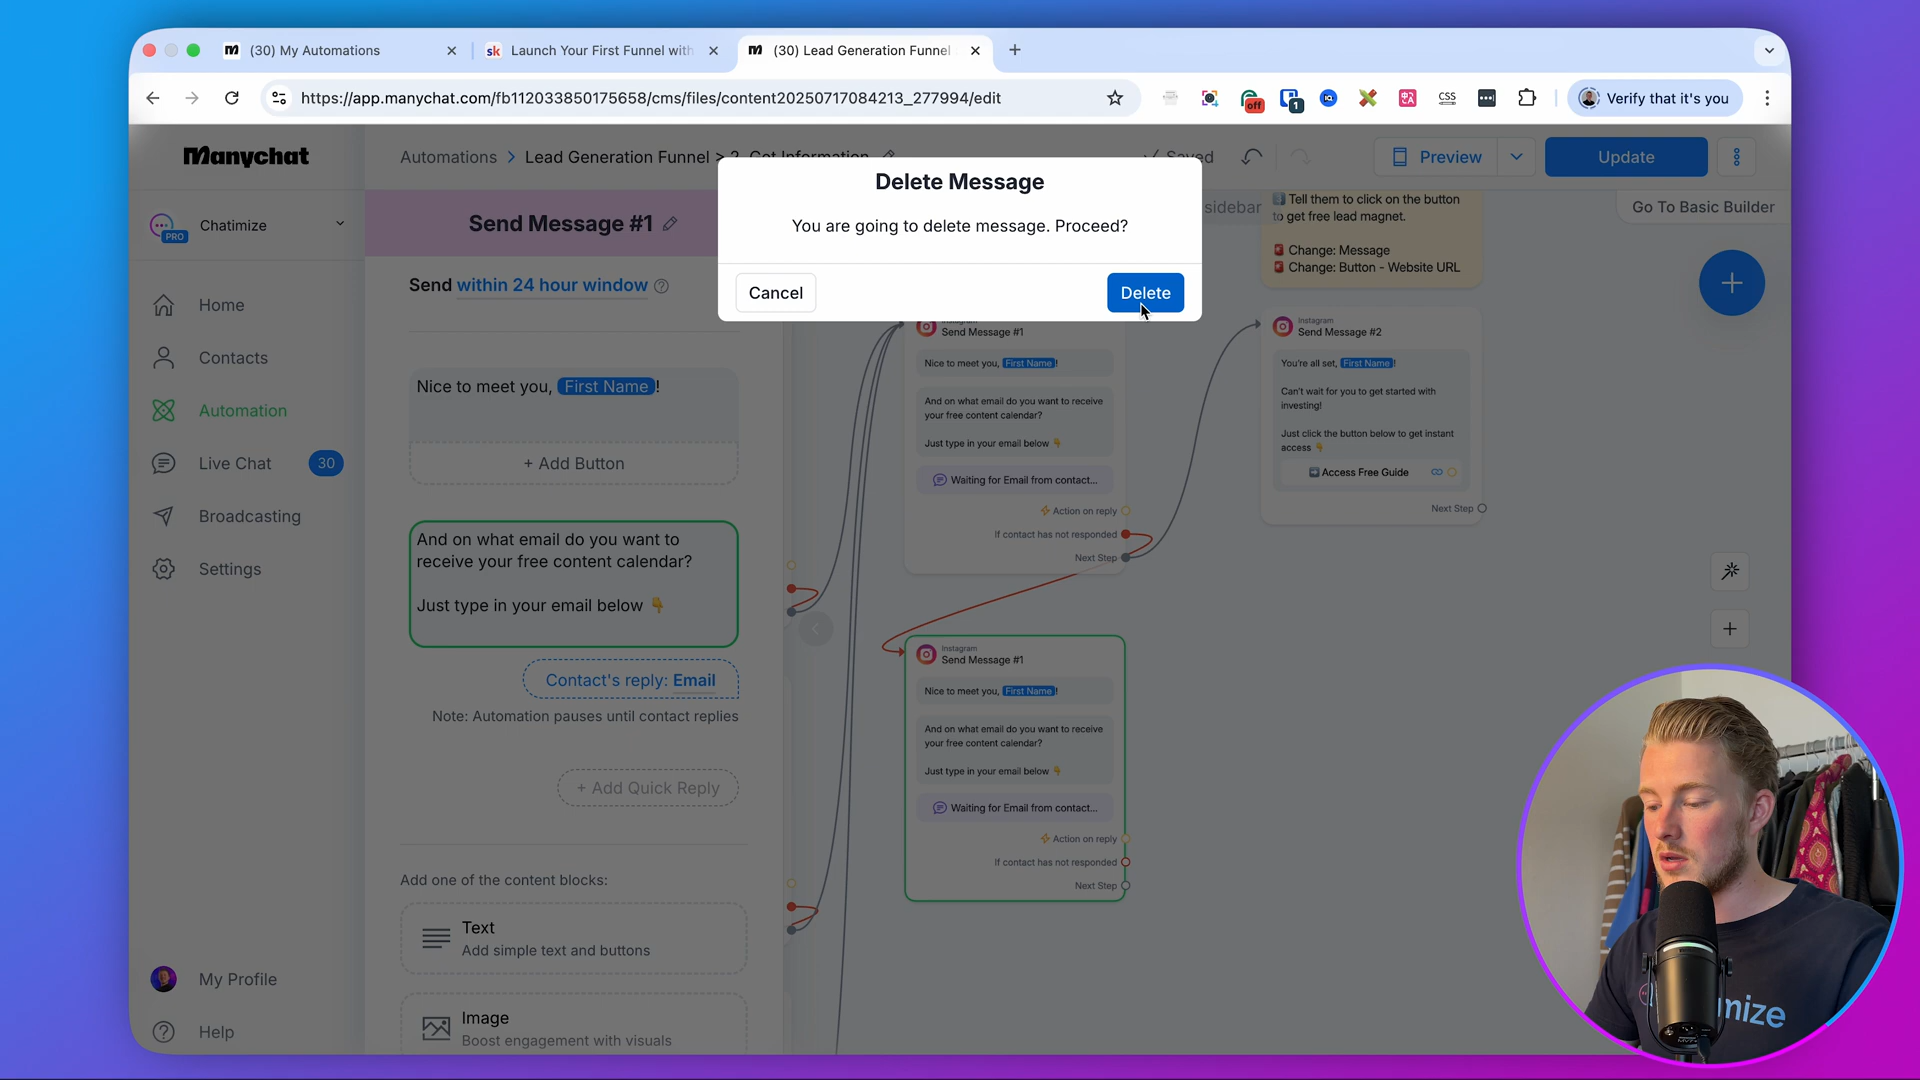 (30) My Automations
sk
Launch Your First Funnel with
(30) Lead Generation Funnel
https://app.manychat.com/fb112033850175658/cms/files/content20250717084213_277994/edit
off
1
CSS
Verify that it's you
Manychat
Automations > Lead Generation Funnel > 2. Get Information
Saved
Preview
Update
Chatimize
PRO
Home
Contacts
Automation
Live Chat
30
Broadcasting
Settings
My Profile
Help
Send Message #1
Send within 24 hour window
Nice to meet you, First Name !
+ Add Button
And on what email do you want to
receive your free content calendar?
Just type in your email below 👇
Contact's reply: Email
Note: Automation pauses until contact replies
+ Add Quick Reply
Add one of the content blocks:
Text
Add simple text and buttons
Image
Boost engagement with visuals
Delete Message
You are going to delete message. Proceed?
Cancel
Delete
sidebar
Go To Basic Builder
Tell them to click on the button
to get free lead magnet.
🚨 Change: Message
🚨 Change: Button - Website URL
Send Message #1
Nice to meet you, First Name !
And on what email do you want to receive
your free content calendar?
Just type in your email below 👇
Waiting for Email from contact...
Action on reply
If contact has not responded
Next Step
Instagram
Send Message #2
You're all set, First Name !
Can't wait for you to get started with
investing!
Just click the button below to get instant
access 👇
➡️ Access Free Guide
Next Step
Instagram
Send Message #1
Nice to meet you, First Name !
And on what email do you want to receive
your free content calendar?
Just type in your email below 👇
Waiting for Email from contact...
Action on reply
If contact has not responded
Next Step